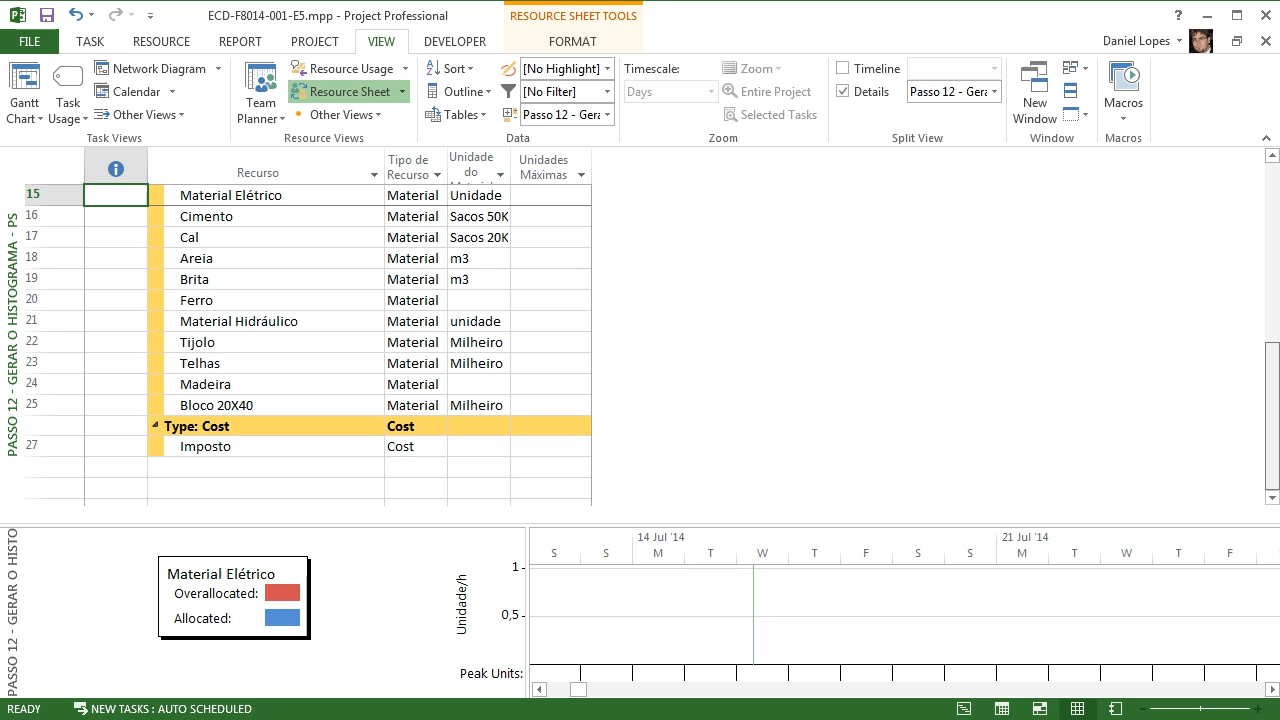 ECD-F8014-001-E5.mpp - Project Professional
RESOURCE SHEET TOOLS
FILE TASK RESOURCE REPORT PROJECT VIEW DEVELOPER FORMAT
Daniel Lopes
Gantt Chart
Task Usage
Network Diagram
Calendar
Other Views
Task Views
Team Planner
Resource Usage
Resource Sheet
Other Views
Resource Views
Sort
Outline
Tables
[No Highlight]
[No Filter]
Passo 12 - Gera
Data
Timescale:
Days
Zoom
Entire Project
Selected Tasks
Zoom
Timeline
Details
Passo 12 - Gera
Split View
New Window
Window
Macros
Macros
PASSO 12 - GERAR O HISTOGRAMA - PS
Recurso
Tipo de Recurso
Unidade do
Unidades Máximas
15 Material Elétrico Material Unidade
16 Cimento Material Sacos 50K
17 Cal Material Sacos 20K
18 Areia Material m3
19 Brita Material m3
20 Ferro Material
21 Material Hidráulico Material unidade
22 Tijolo Material Milheiro
23 Telhas Material Milheiro
24 Madeira Material
25 Bloco 20X40 Material Milheiro
Type: Cost Cost
27 Imposto Cost
PASSO 12 - GERAR O HISTO
Material Elétrico
Overallocated:
Allocated:
14 Jul '14 21 Jul '14
S S M T W T F S S M T W T F
Unidade/h
1
0,5
Peak Units:
READY NEW TASKS : AUTO SCHEDULED